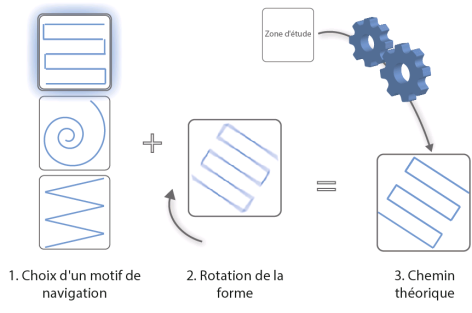 Zone d'étude
1. Choix d'un motif de
navigation
2. Rotation de la
forme
3. Chemin
théorique